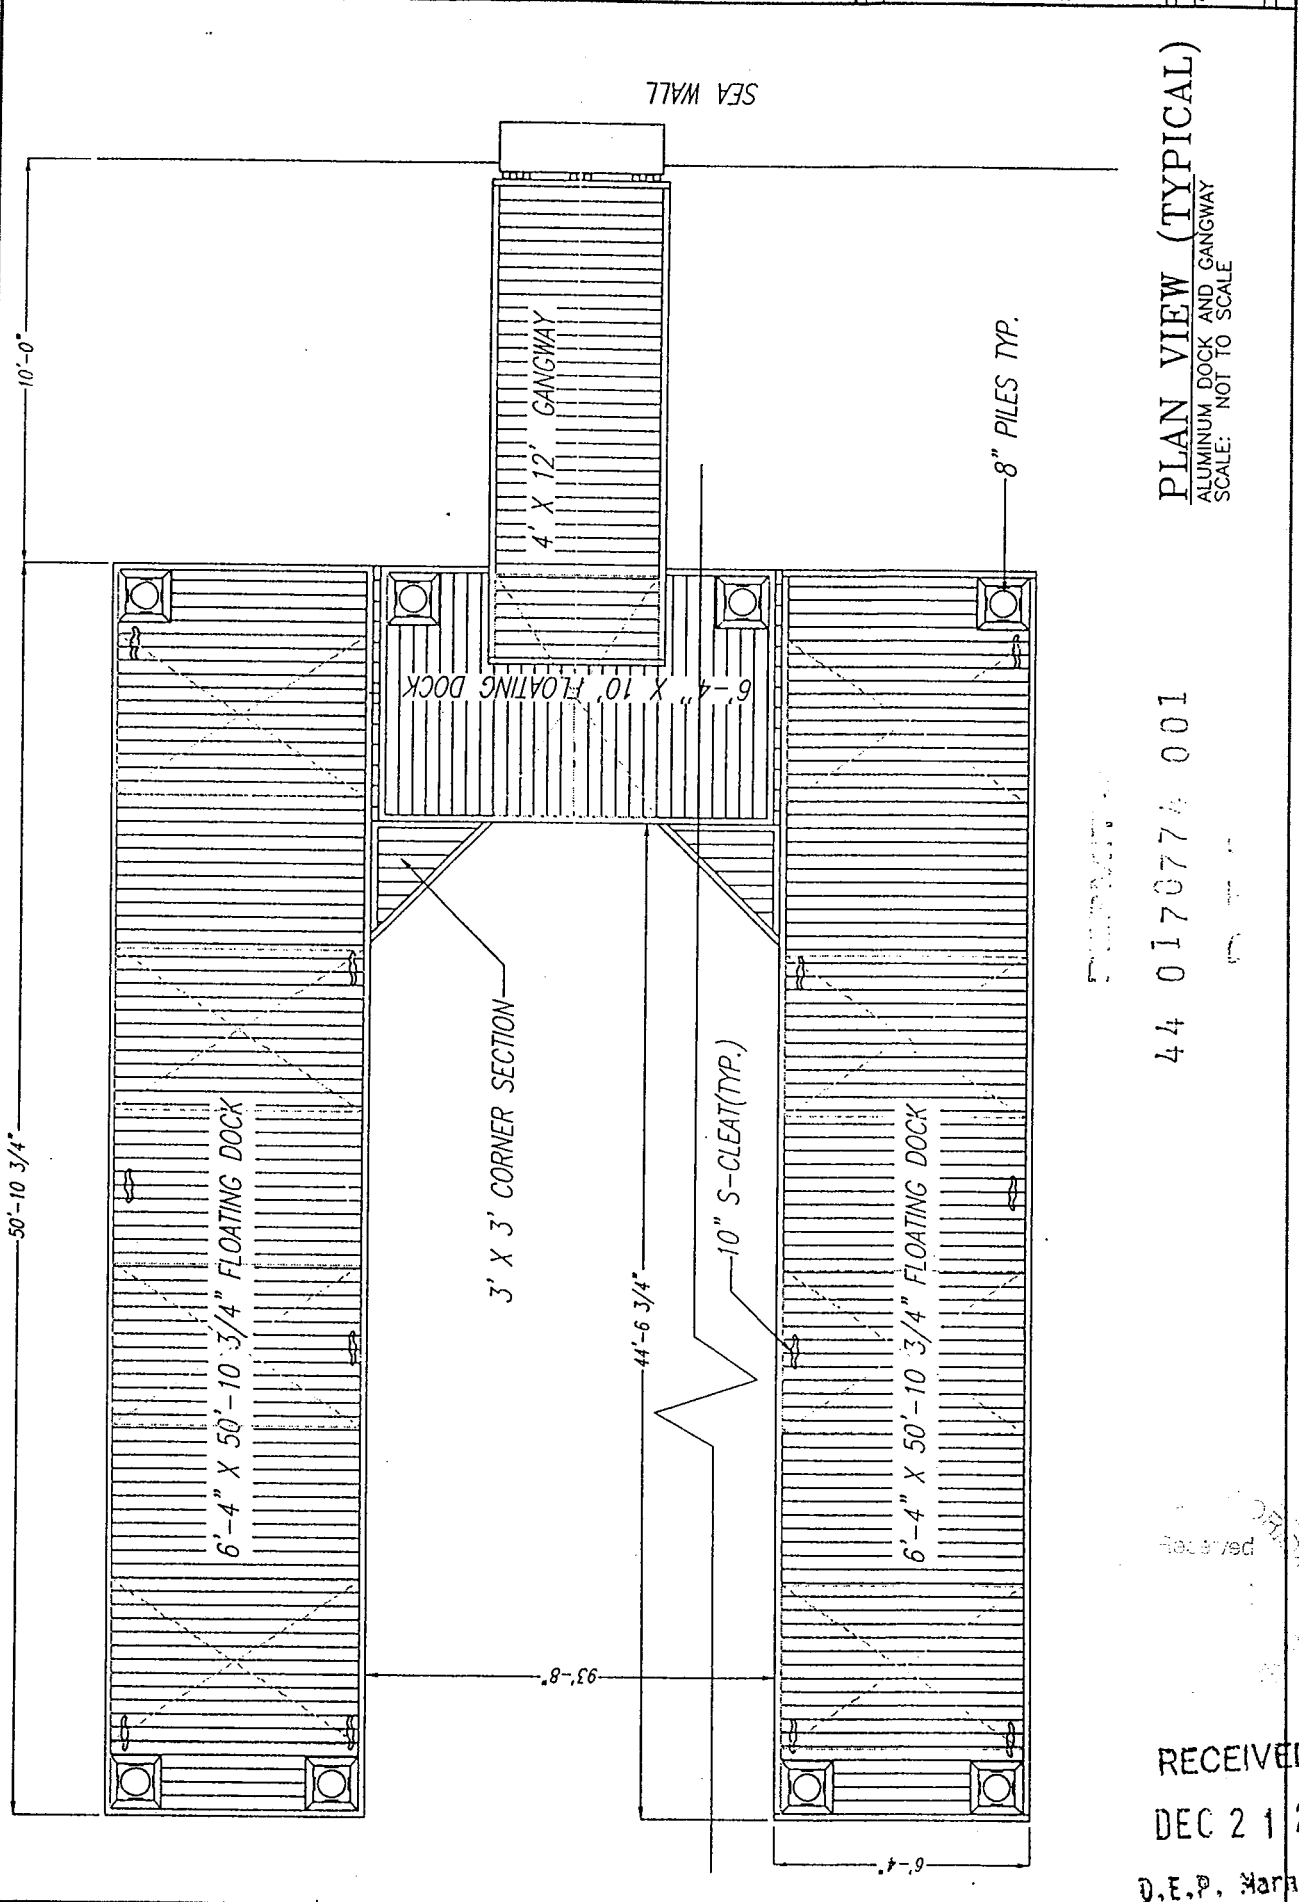 SEA WALL
10'-0"
4' X 12' GANGWAY
8" PILES TYP.
PLAN VIEW (TYPICAL)
ALUMINUM DOCK AND GANGWAY
SCALE: NOT TO SCALE
6'-4" X 10' FLOATING DOCK
50'-10 3/4"
3' X 3' CORNER SECTION
10" S-CLEAT(TYP.)
44'-6 3/4"
6'-4" X 50'-10 3/4" FLOATING DOCK
6'-4" X 50'-10 3/4" FLOATING DOCK
93'-8"
6'-4"
44 0170774 001
Received
RECEIVED
DEC 2 1
D.E.P.